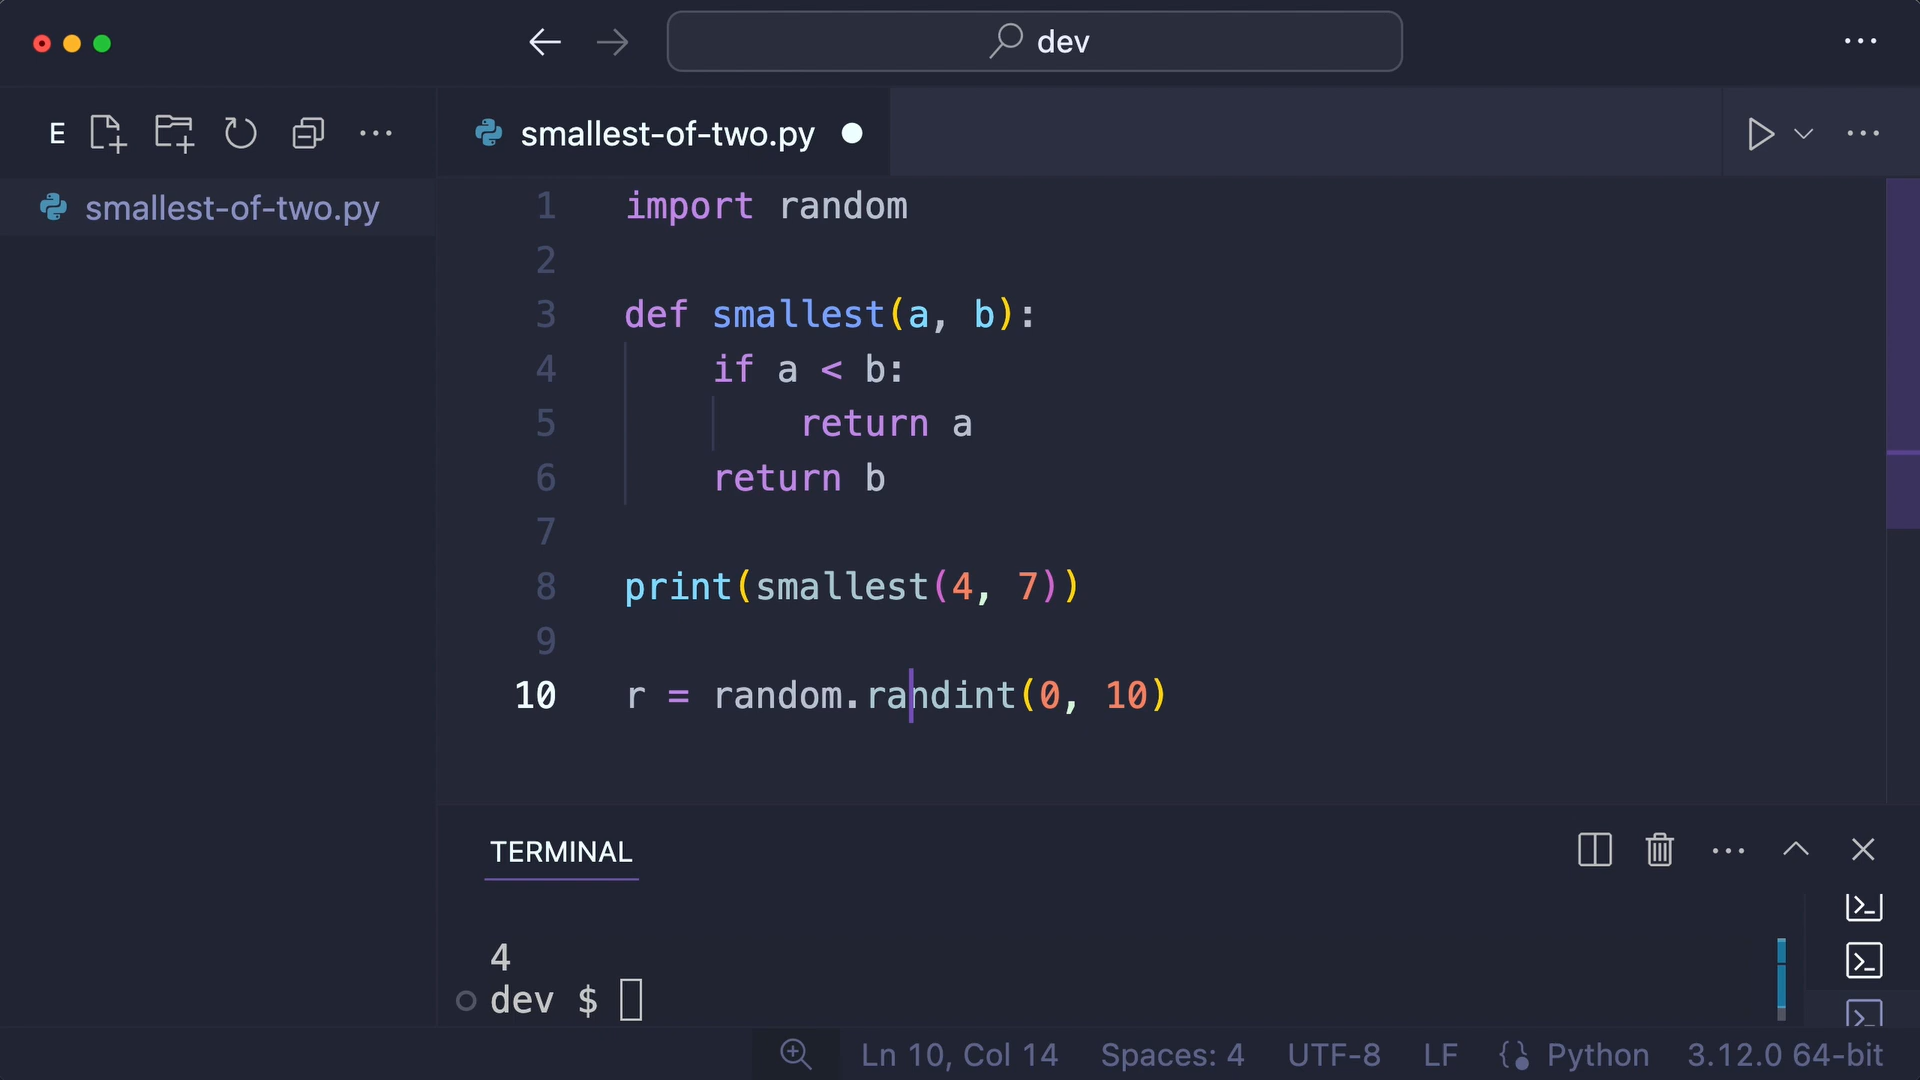 dev
E
smallest-of-two.py
smallest-of-two.py
1 import random
2
3 def smallest(a, b):
4     if a < b:
5         return a
6     return b
7
8 print(smallest(4, 7))
9
10 r = random.randint(0, 10)
TERMINAL
4
dev $
Ln 10, Col 14 Spaces: 4 UTF-8 LF Python 3.12.0 64-bit